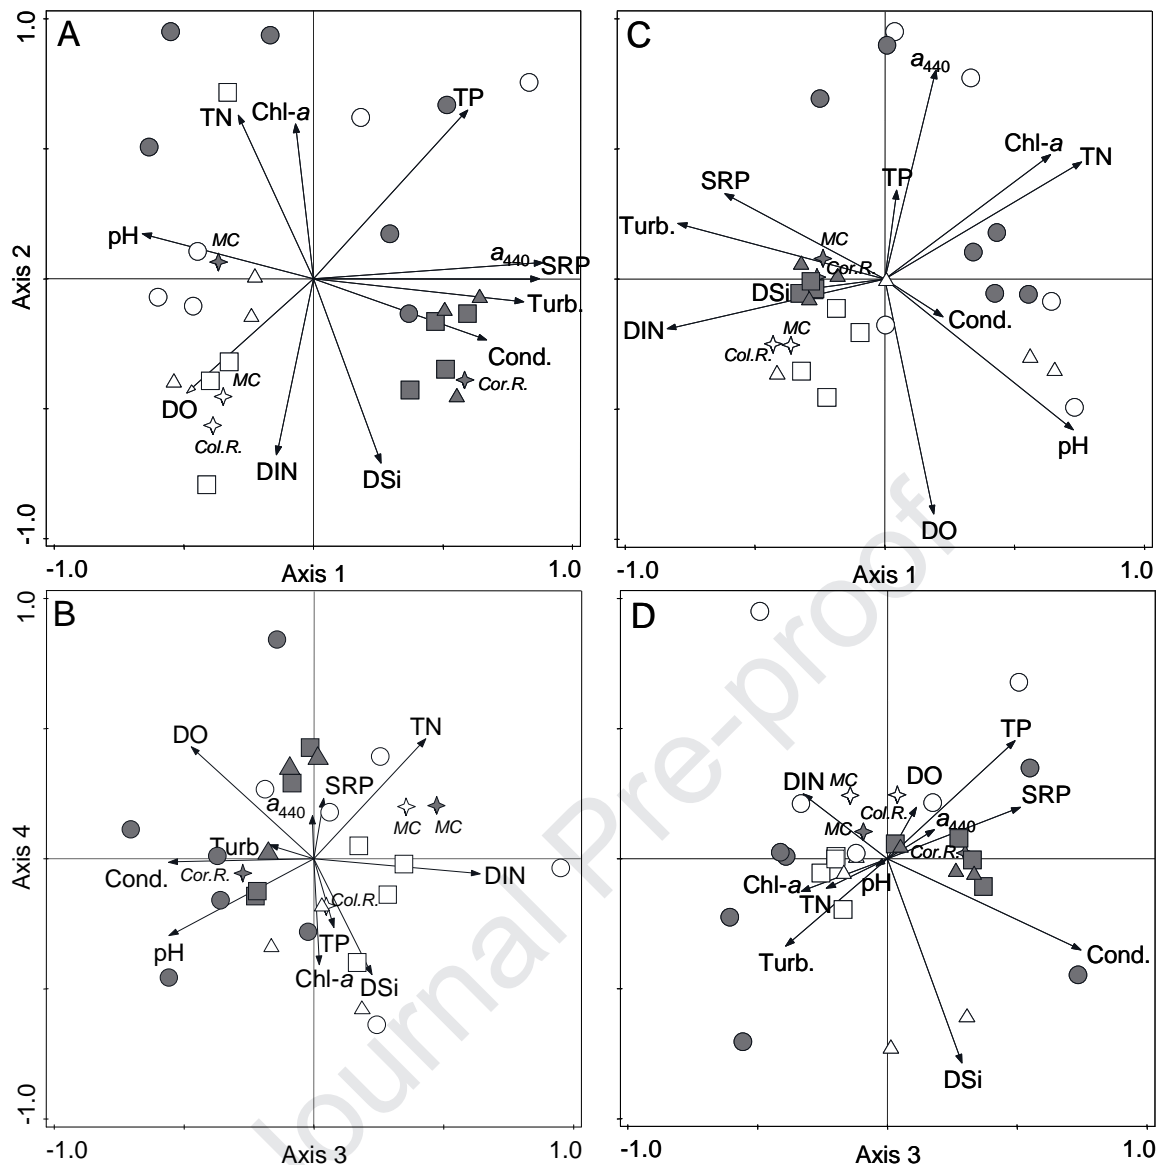 A
1.0
TN
Chl-a
TP
pH
MC
a440
SRP
Turb.
Cond.
MC
Cor.R.
DO
Col.R.
DIN
DSi
Axis 2
-1.0
-1.0
Axis 1
1.0
C
a440
Chl-a
TN
TP
SRP
Turb.
MC
Cor.R.
DSi
DIN
MC
Cond.
Col.R.
pH
DO
-1.0
Axis 1
1.0
B
1.0
DO
TN
SRP
a440
MC
MC
Turb.
Cond.
Cor.R.
DIN
Col.R.
pH
TP
Chl-a
DSi
Axis 4
-1.0
-1.0
Axis 3
1.0
D
TP
DIN
MC
DO
SRP
Col.R.
a440
MC
Cor.R.
Chl-a
pH
TN
Turb.
Cond.
DSi
-1.0
Axis 3
1.0
Journal Pre-proof